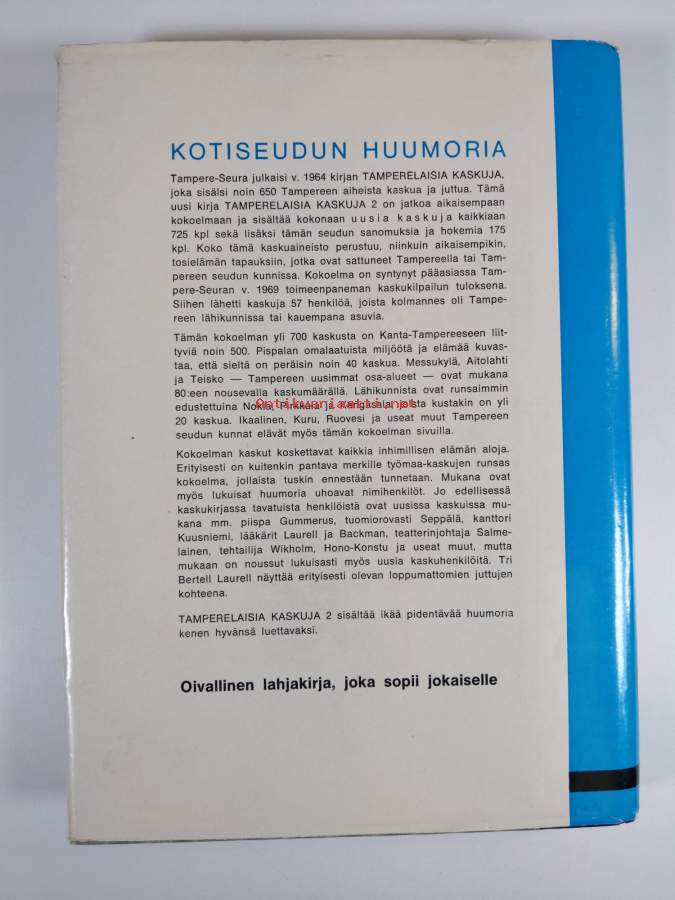 KOTISEUDUN HUUMORIA
Tampere-Seura julkaisi v. 1964 kirjan TAMPERELAISIA KASKUJA,
joka sisälsi noin 650 Tampereen aiheista kaskua ja juttua. Tämä
uusi kirja TAMPERELAISIA KASKUJA 2 on jatkoa aikaisempaan
kokoelmaan ja sisältää kokonaan uusia kaskuja kaikkiaan
725 kpl sekä lisäksi tämän seudun sanomuksia ja hokemia 175
kpl. Koko tämä kaskuaineisto perustuu, niinkuin aikaisempikin,
tosielämän tapauksiin, jotka ovat sattuneet Tampereella tai Tam-
pereen seudun kunnissa. Kokoelma on syntynyt pääasiassa Tam-
pere-Seuran v. 1969 toimeenpaneman kaskukilpailun tuloksena.
Siihen lähetti kaskuja 57 henkilöä, joista kolmannes oli Tampe-
reen lähikunnissa tai kauempana asuvia.
Tämän kokoelman yli 700 kaskusta on Kanta-Tampereeseen liit-
tyviä noin 500. Pispalan omalaatuista miljöötä ja elämää kuvas-
taa, että sieltä on peräisin noin 40 kaskua. Messukylä, Aitolahti
ja Teisko — Tampereen uusimmat osa-alueet — ovat mukana
80:een nousevalla kaskumäärällä. Lähikunnista ovat runsaimmin
edustettuina Nokia, Pirkkala ja Kangasala, joista kustakin on yli
Antikvariaatti.net
20 kaskua. Ikaalinen, Kuru, Ruovesi ja useat muut Tampereen
seudun kunnat elävät myös tämän kokoelman sivuilla.
Kokoelman kaskut koskettavat kaikkia inhimillisen elämän aloja.
Erityisesti on kuitenkin pantava merkille työmaa-kaskujen runsas
kokoelma, jollaista tuskin ennestään tunnetaan. Mukana ovat
myös lukuisat huumoria uhoavat nimihenkilöt. Jo edellisessä
kaskukirjassa tavatuista henkilöistä ovat uusissa kaskuissa mu-
kana mm. piispa Gummerus, tuomiorovasti Seppälä, kanttori
Kuusniemi, lääkärit Laurell ja Backman, teatterinjohtaja Salme-
lainen, tehtailija Wikholm, Hono-Konstu ja useat muut, mutta
mukaan on noussut lukuisasti myös uusia kaskuhenkilöitä. Tri
Bertell Laurell näyttää erityisesti olevan loppumattomien juttujen
kohteena.
TAMPERELAISIA KASKUJA 2 sisältää ikää pidentävää huumoria
kenen hyvänsä luettavaksi.
Oivallinen lahjakirja, joka sopii jokaiselle